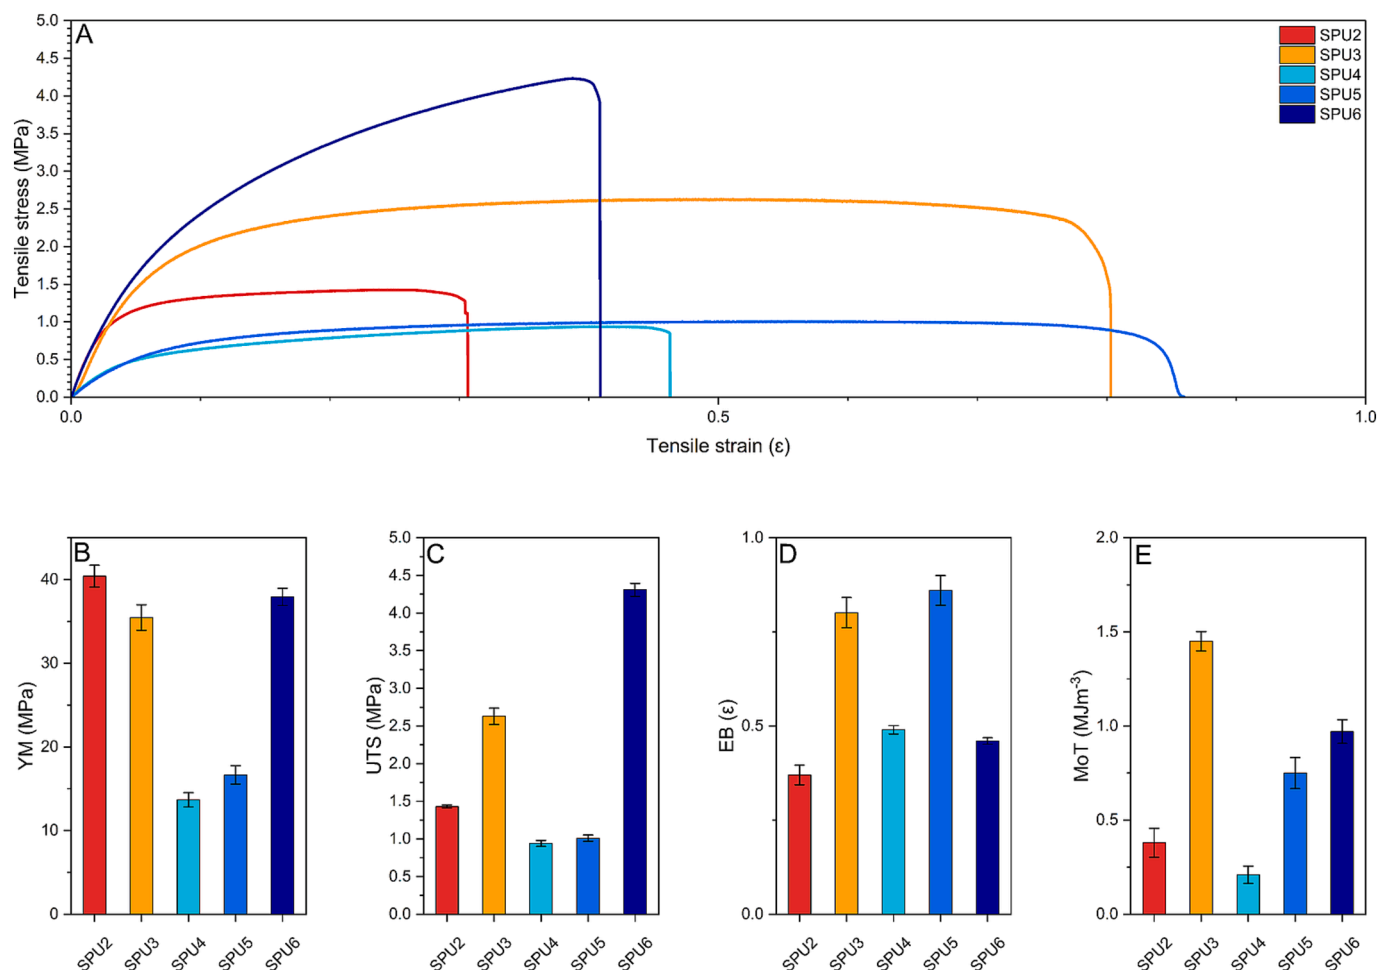 A
5.0
4.5
4.0
3.5
3.0
2.5
2.0
1.5
1.0
0.5
0.0
Tensile stress (MPa)
0.0 0.5 1.0
Tensile strain (ε)
SPU2
SPU3
SPU4
SPU5
SPU6
B
40
30
20
10
0
YM (MPa)
SPU2 SPU3 SPU4 SPU5 SPU6
C
5.0
4.5
4.0
3.5
3.0
2.5
2.0
1.5
1.0
0.5
0.0
UTS (MPa)
SPU2 SPU3 SPU4 SPU5 SPU6
D
1.0
0.5
0.0
EB (ε)
SPU2 SPU3 SPU4 SPU5 SPU6
E
2.0
1.5
1.0
0.5
0.0
MoT (MJm⁻³)
SPU2 SPU3 SPU4 SPU5 SPU6